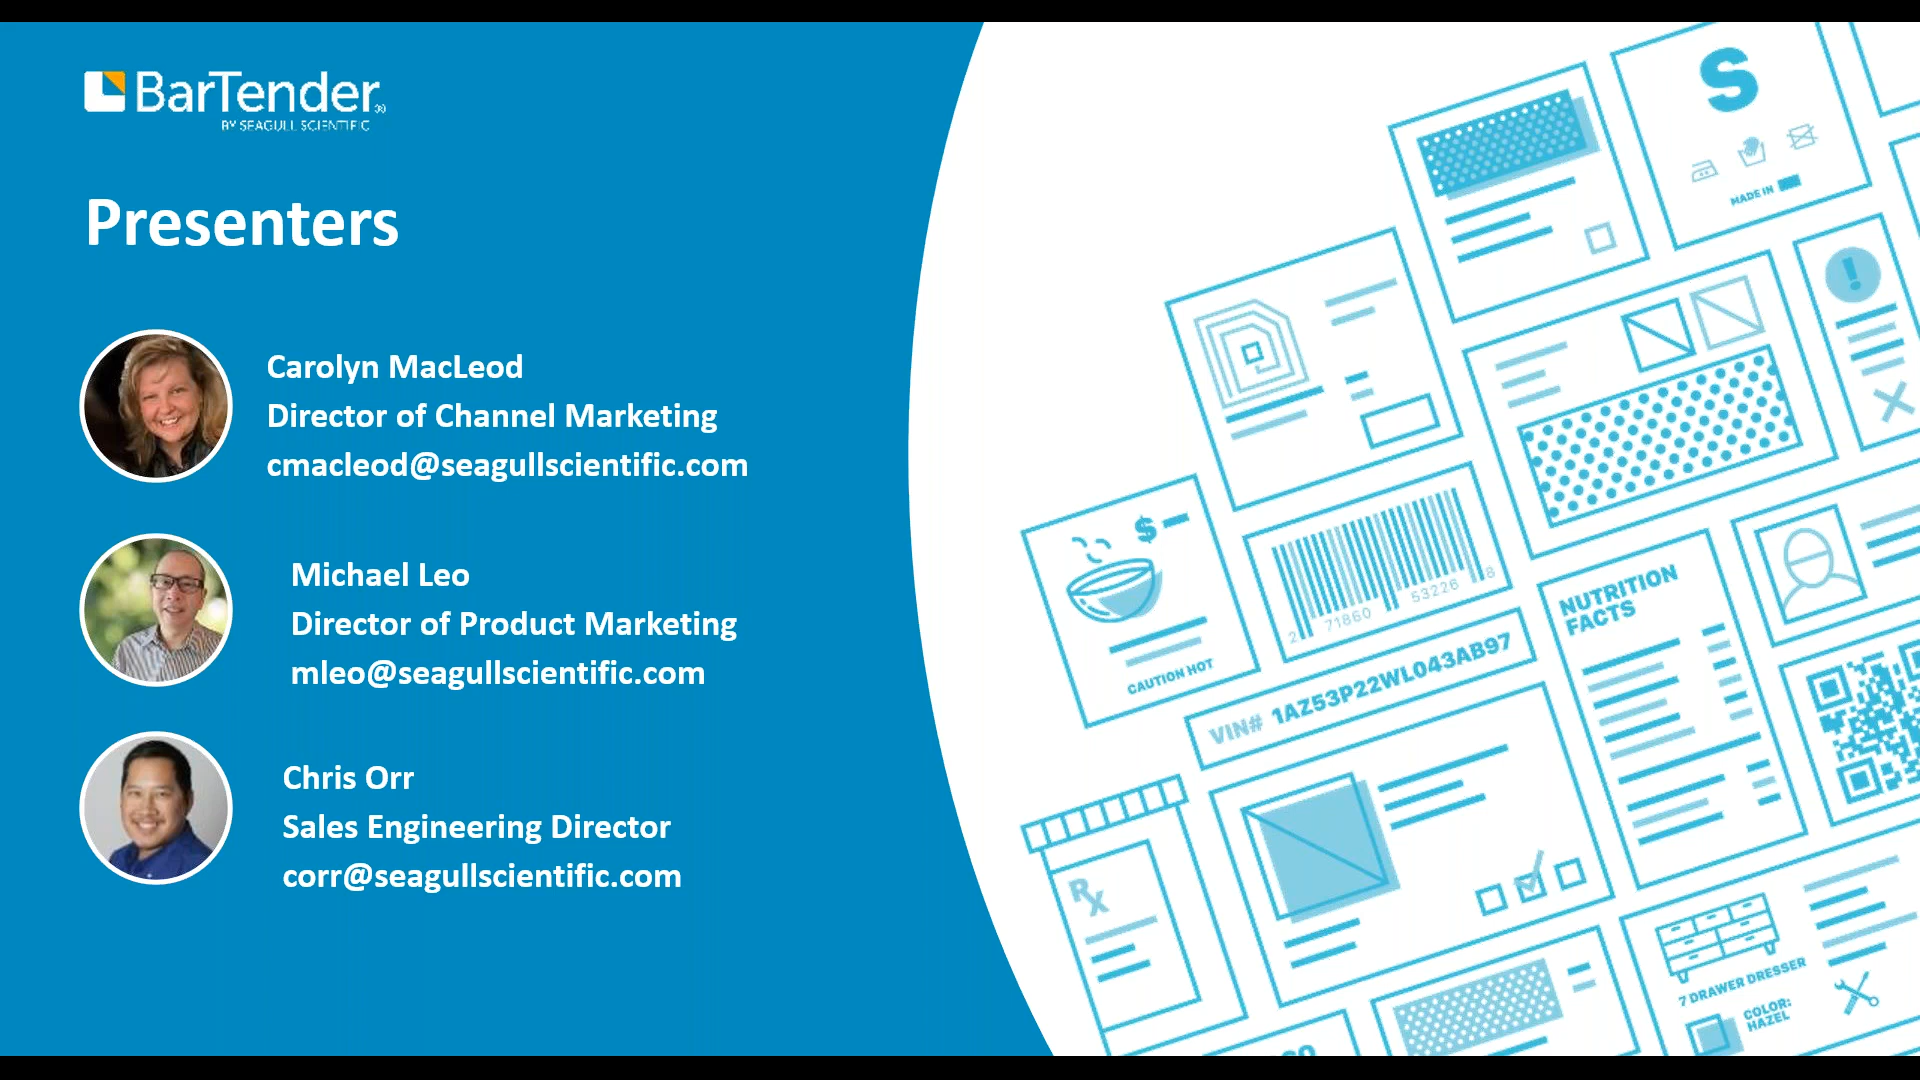 BarTender®
BY SEAGULL SCIENTIFIC
Presenters
Carolyn MacLeod
Director of Channel Marketing
cmacleod@seagullscientific.com
Michael Leo
Director of Product Marketing
mleo@seagullscientific.com
Chris Orr
Sales Engineering Director
corr@seagullscientific.com
S
MADE IN
!
$
CAUTION HOT
2 71860 53226 8
VIN# 1AZ53P22WL043AB97
NUTRITION
FACTS
Rx
7 DRAWER DRESSER
COLOR:
HAZEL